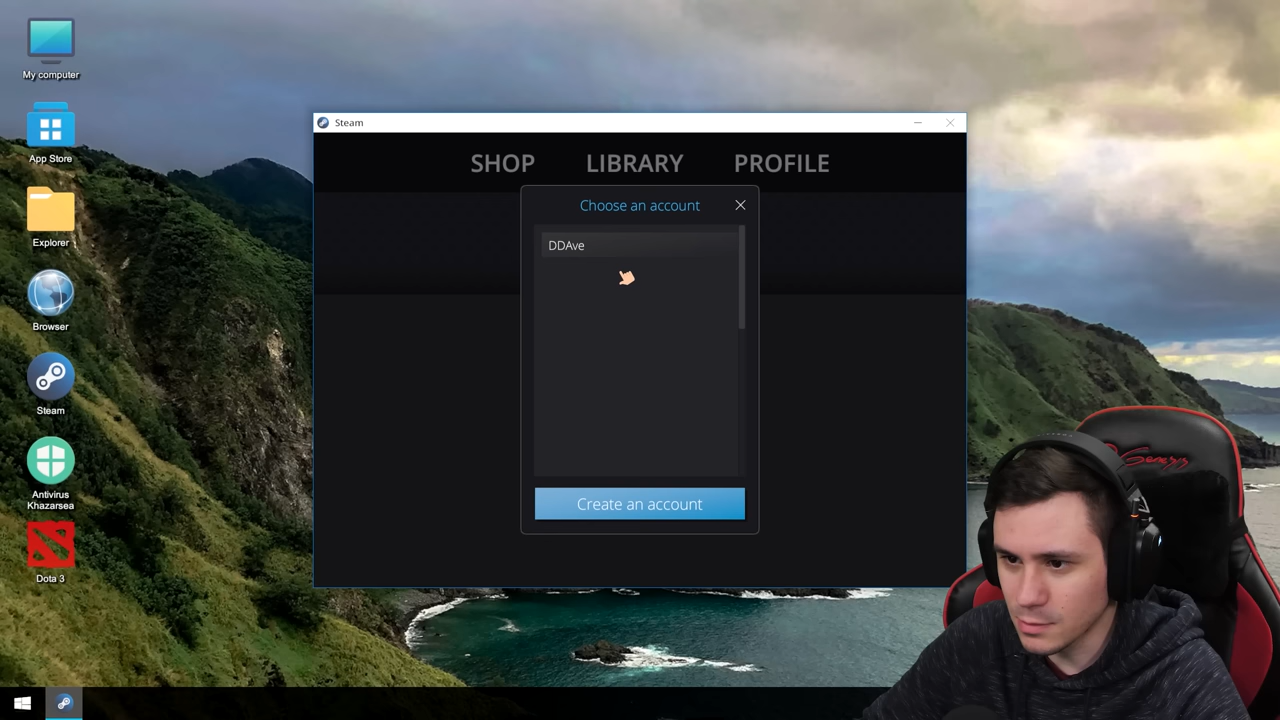 My computer
App Store
Explorer
Browser
Steam
Antivirus
Khazarsea
Dota 3
Steam
SHOP
LIBRARY
PROFILE
Choose an account
DDAve
Create an account
Genesis